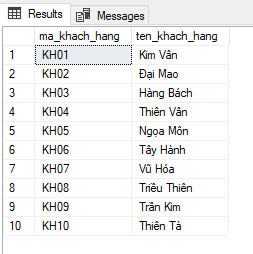 Results Messages
ma_khach_hang ten_khach_hang
1 KH01 Kim Vân
2 KH02 Đại Mao
3 KH03 Hàng Bách
4 KH04 Thiên Vân
5 KH05 Ngọa Môn
6 KH06 Tây Hành
7 KH07 Vũ Hóa
8 KH08 Triều Thiên
9 KH09 Trần Kim
10 KH10 Thiên Tà